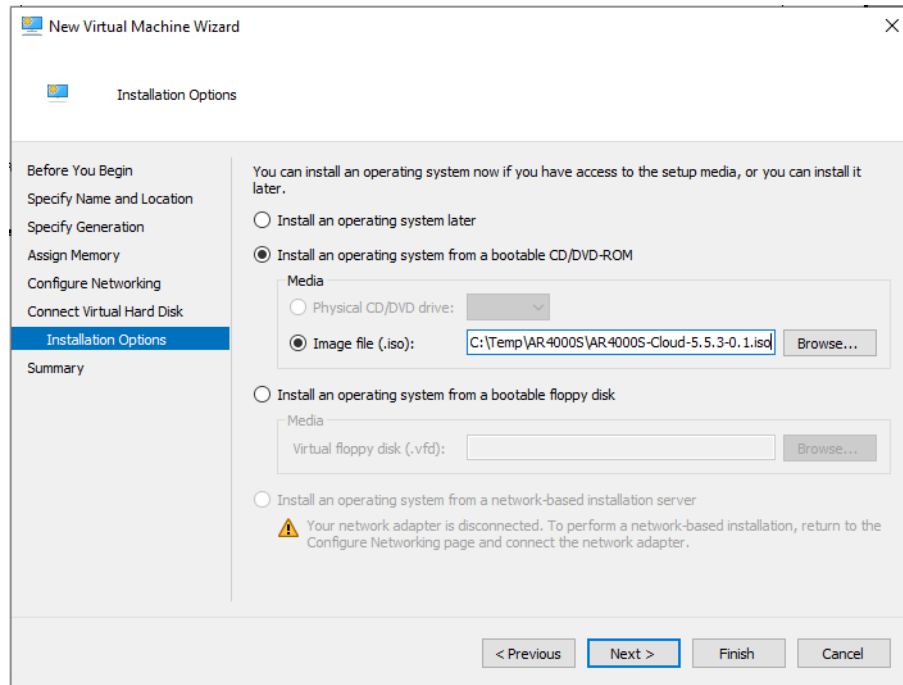 New Virtual Machine Wizard
Installation Options
Before You Begin
Specify Name and Location
Specify Generation
Assign Memory
Configure Networking
Connect Virtual Hard Disk
Installation Options
Summary
You can install an operating system now if you have access to the setup media, or you can install it
later.
Install an operating system later
Install an operating system from a bootable CD/DVD-ROM
Media
Physical CD/DVD drive:
Image file (.iso):
C:\Temp\AR4000S\AR4000S-Cloud-5.5.3-0.1.iso
Browse...
Install an operating system from a bootable floppy disk
Media
Virtual floppy disk (.vfd):
Browse...
Install an operating system from a network-based installation server
Your network adapter is disconnected. To perform a network-based installation, return to the
Configure Networking page and connect the network adapter.
< Previous
Next >
Finish
Cancel